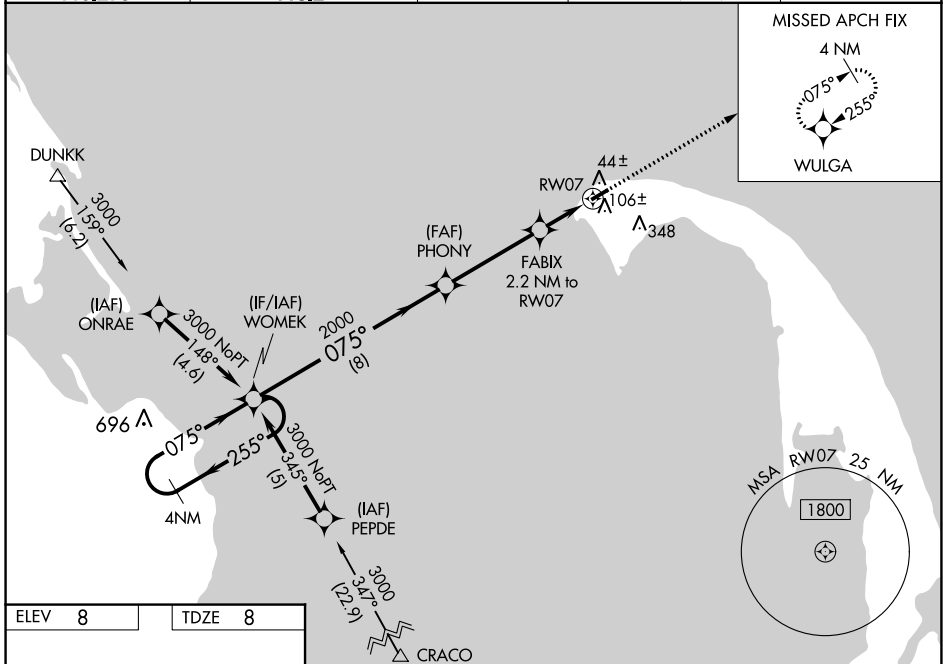 MISSED APCH FIX
4 NM
075°
255°
WULGA
DUNKK
3000
159°
(6.2)
44±
RW07
106±
348
(FAF)
PHONY
FABIX
2.2 NM to
RW07
(IAF)
ONRAE
(IF/IAF)
WOMEK
3000 NoPT
148°
(4.6)
2000
075°
(8)
696
075°
255°
4NM
3000 NoPT
345°
(5)
(IAF)
PEPDE
3000
347°
(22.9)
CRACO
MSA RW07 25 NM
1800
ELEV 8
TDZE 8